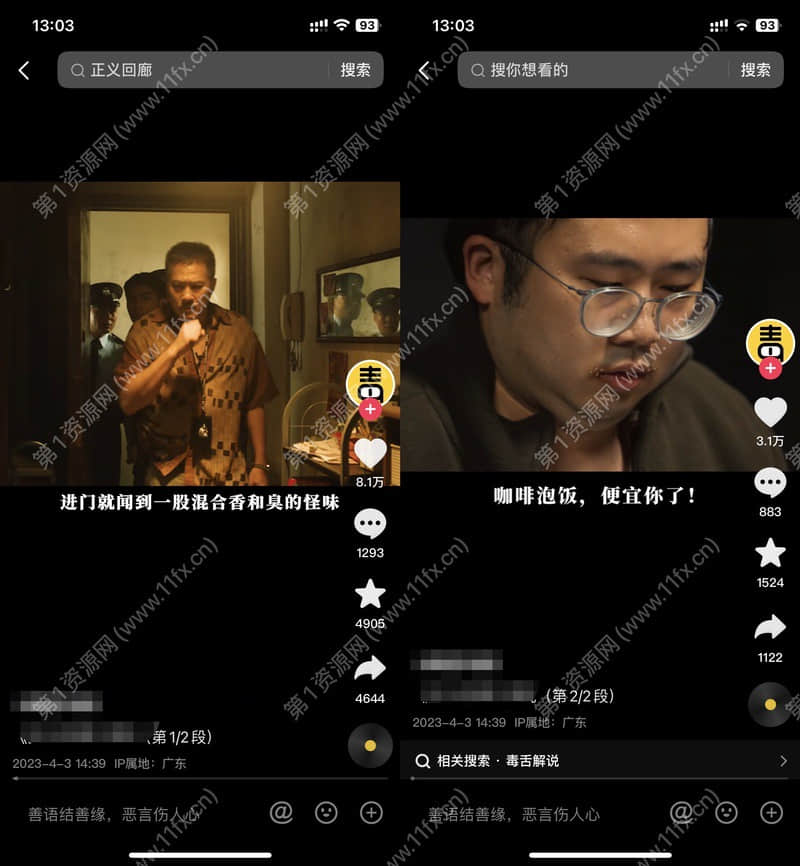 13:03
93
正义回廊
搜索
8.1万
进门就闻到一股混合香和臭的怪味
1293
4905
4644
(第1/2段)
2023-4-3 14:39 IP属地：广东
善语结善缘，恶言伤人心
13:03
93
搜你想看的
搜索
毒
3.1万
咖啡泡饭，便宜你了！
883
1524
1122
(第2/2段)
2023-4-3 14:39 IP属地：广东
相关搜索 · 毒舌解说
善语结善缘，恶言伤人心
第1资源网 (www.11fx.cn)